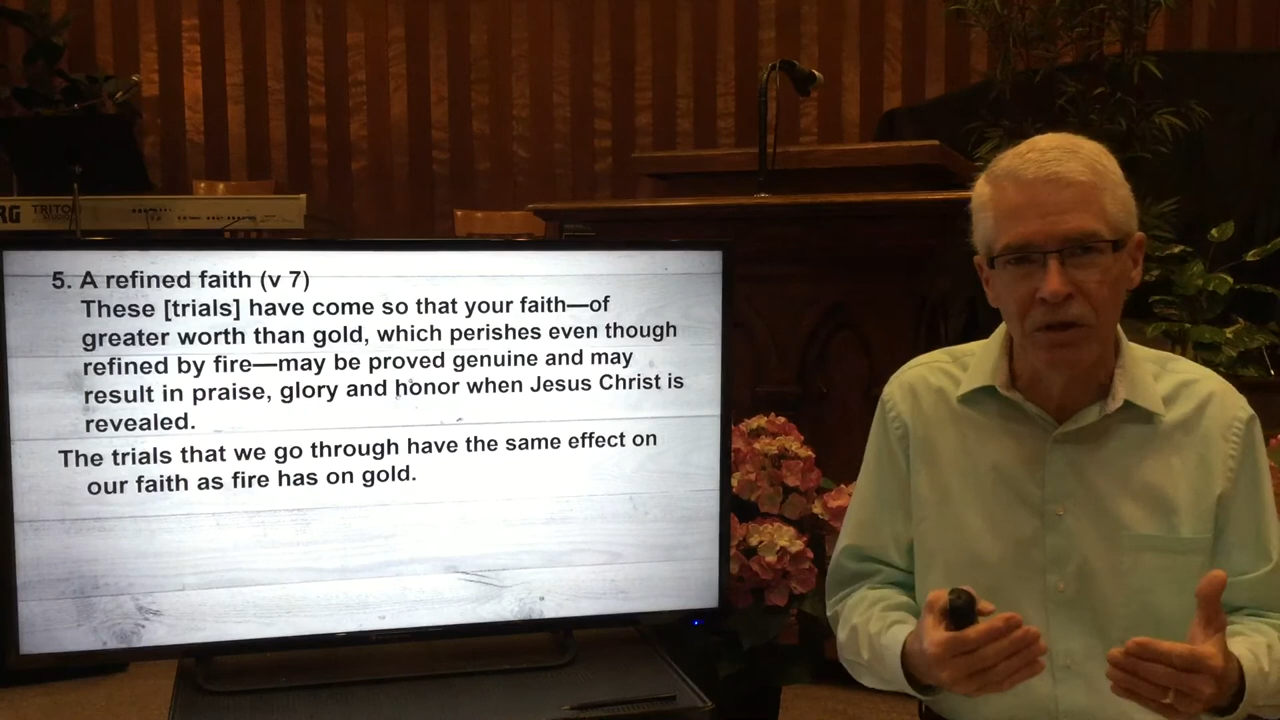 RG TRITO
5. A refined faith (v 7)
These [trials] have come so that your faith—of
greater worth than gold, which perishes even though
refined by fire—may be proved genuine and may
result in praise, glory and honor when Jesus Christ is
revealed.
The trials that we go through have the same effect on
our faith as fire has on gold.